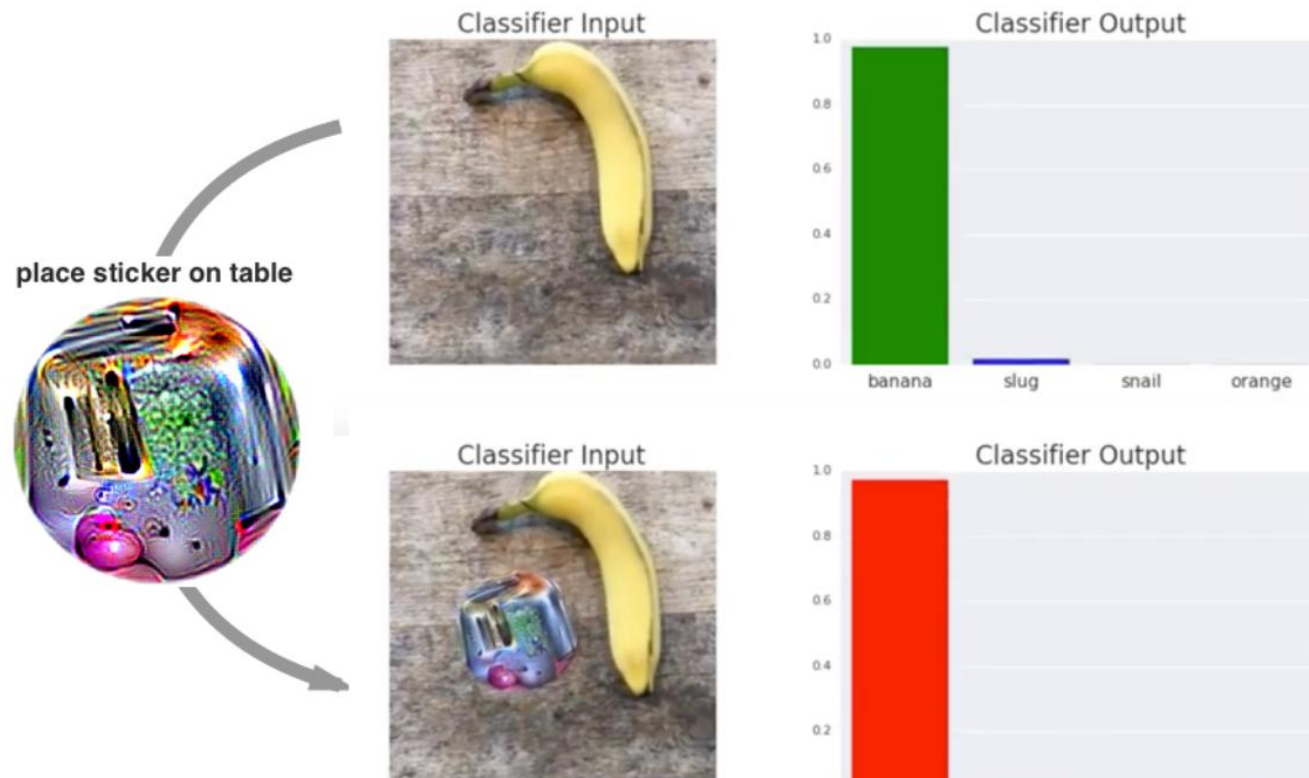 Classifier Input
Classifier Output
1.0
0.8
0.6
0.4
0.2
0.0
banana slug snail orange
place sticker on table
Classifier Input
Classifier Output
1.0
0.8
0.6
0.4
0.2